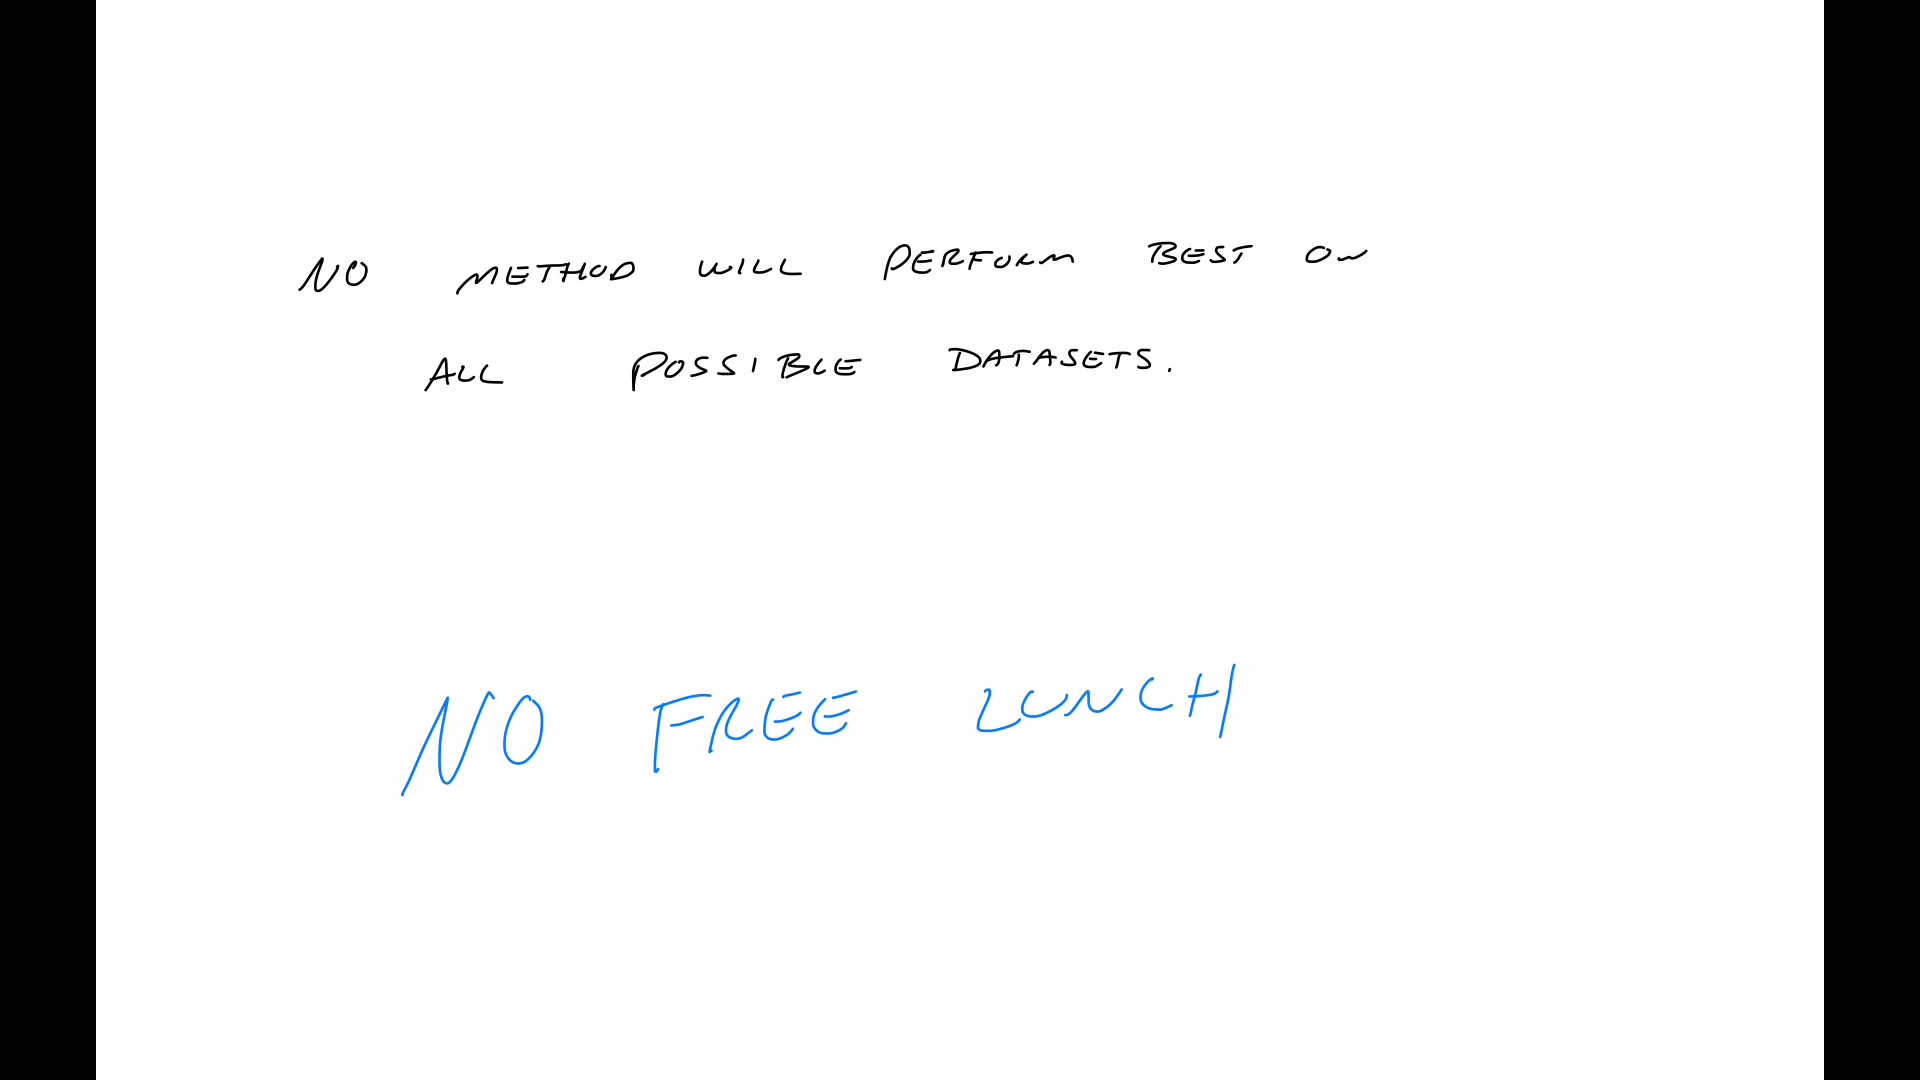 NO METHOD WILL PERFORM BEST ON
ALL POSSIBLE DATASETS.
NO FREE LUNCH